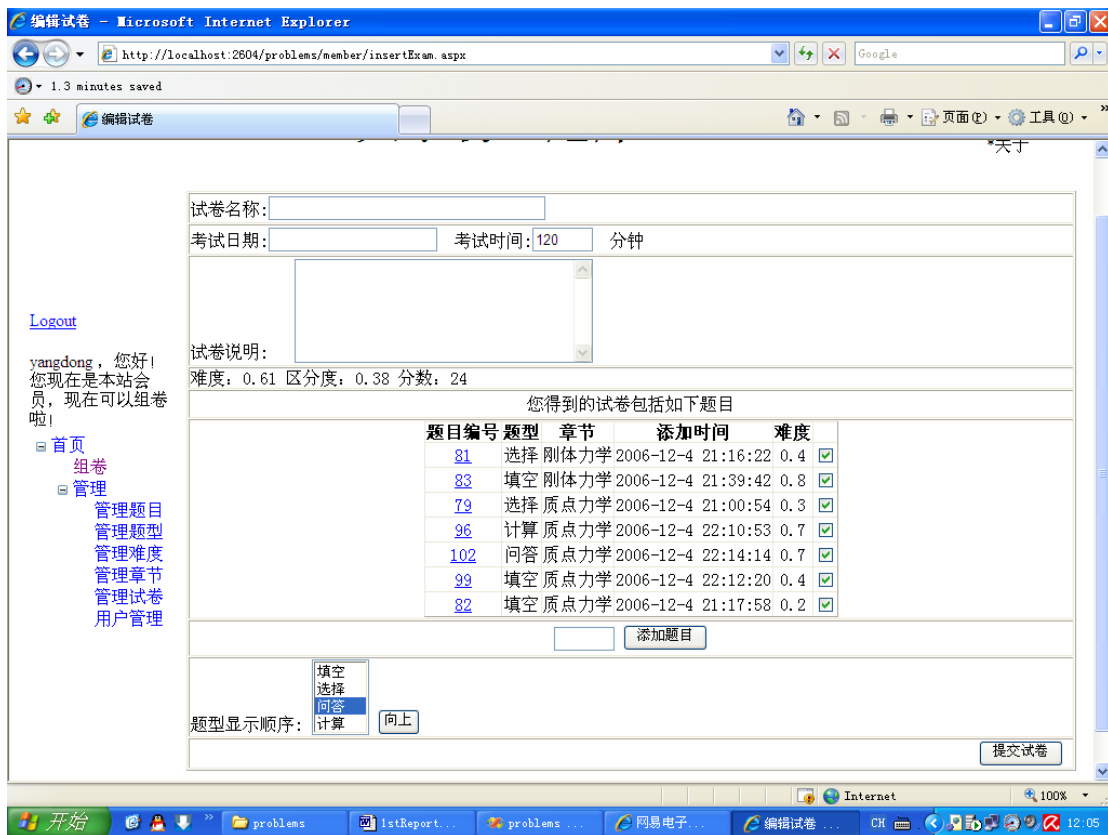 编辑试卷 - Microsoft Internet Explorer
http://localhost:2604/problems/member/insertExam.aspx
Google
1.3 minutes saved
编辑试卷
页面(P)
工具(O)
*关于
试卷名称:
考试日期: 考试时间: 120 分钟
试卷说明:
Logout
yangdong，您好!
您现在是本站会
员，现在可以组卷
啦!
首页
组卷
管理
管理题目
管理题型
管理难度
管理章节
管理试卷
用户管理
难度：0.61 区分度：0.38 分数：24
您得到的试卷包括如下题目
题目编号 题型 章节 添加时间 难度
81 选择 刚体力学 2006-12-4 21:16:22 0.4
83 填空 刚体力学 2006-12-4 21:39:42 0.8
79 选择 质点力学 2006-12-4 21:00:54 0.3
96 计算 质点力学 2006-12-4 22:10:53 0.7
102 问答 质点力学 2006-12-4 22:14:14 0.7
99 填空 质点力学 2006-12-4 22:12:20 0.4
82 填空 质点力学 2006-12-4 21:17:58 0.2
添加题目
填空
选择
问答
计算
题型显示顺序: 向上
提交试卷
Internet 100%
开始 problems 1stReport... problems ... 网易电子... 编辑试卷 ... CH 12:05